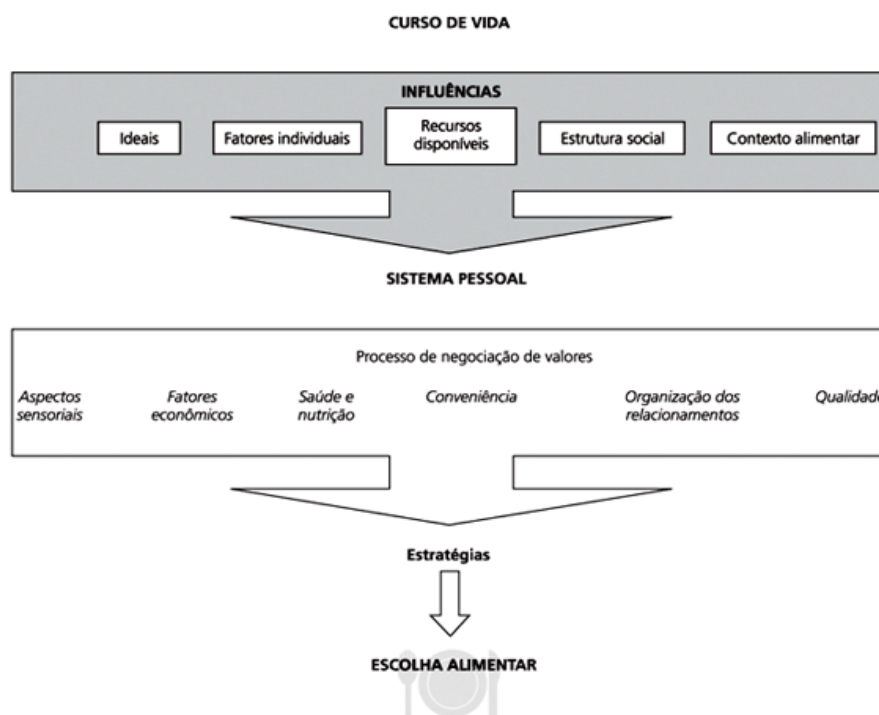 CURSO DE VIDA
INFLUÊNCIAS
Ideais
Fatores individuais
Recursos
disponíveis
Estrutura social
Contexto alimentar
SISTEMA PESSOAL
Processo de negociação de valores
Aspectos
sensoriais
Fatores
econômicos
Saúde e
nutrição
Conveniência
Organização dos
relacionamentos
Qualidade
Estratégias
ESCOLHA ALIMENTAR